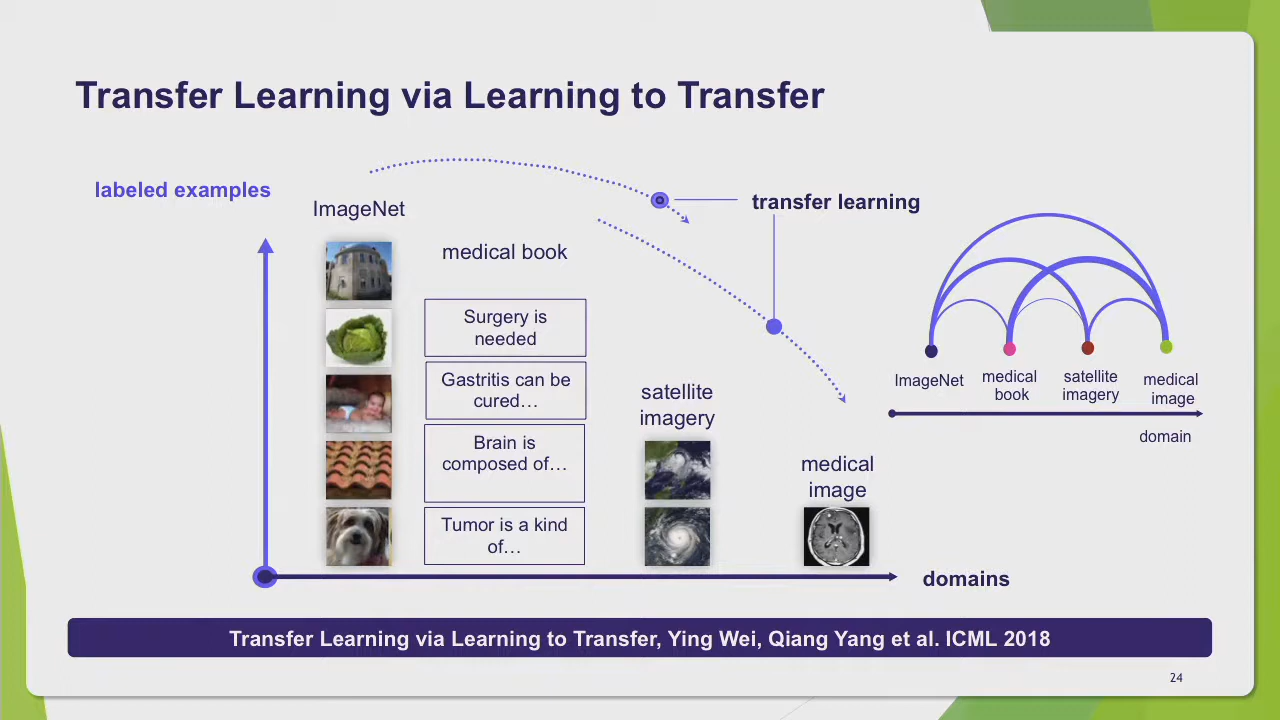 Transfer Learning via Learning to Transfer
labeled examples
ImageNet
medical book
Surgery is
needed
Gastritis can be
cured…
Brain is
composed of…
Tumor is a kind
of…
satellite
imagery
medical
image
transfer learning
domains
ImageNet
medical
book
satellite
imagery
medical
image
domain
Transfer Learning via Learning to Transfer, Ying Wei, Qiang Yang et al. ICML 2018
24